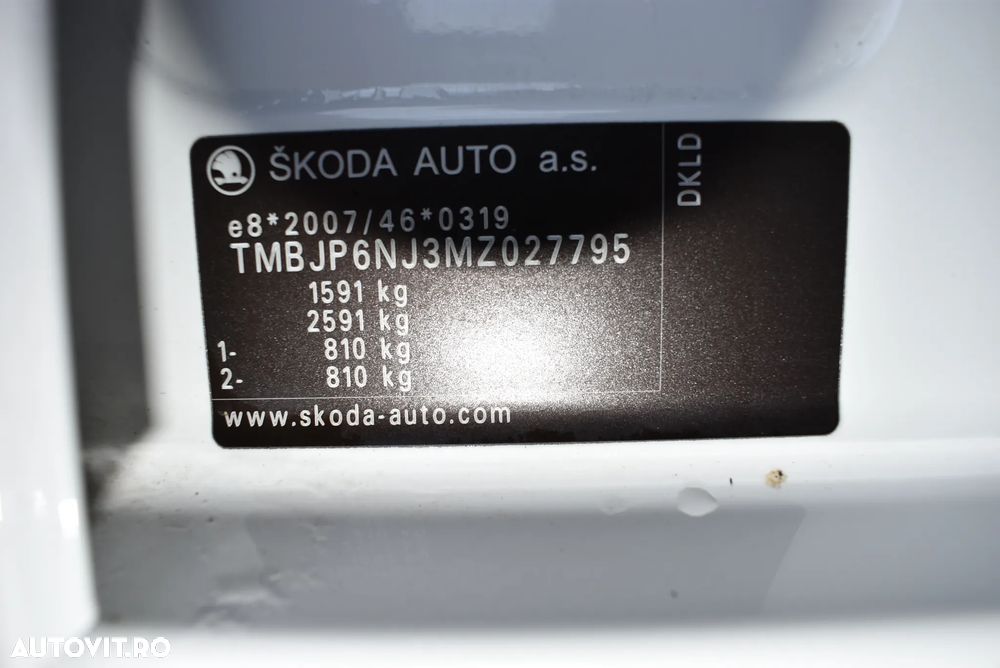 ŠKODA AUTO a.s.
DKLD
e8*2007/46*0319
TMBJP6NJ3MZ027795
1591 kg
2591 kg
1- 810 kg
2- 810 kg
www.skoda-auto.com
AUTOVIT.RO